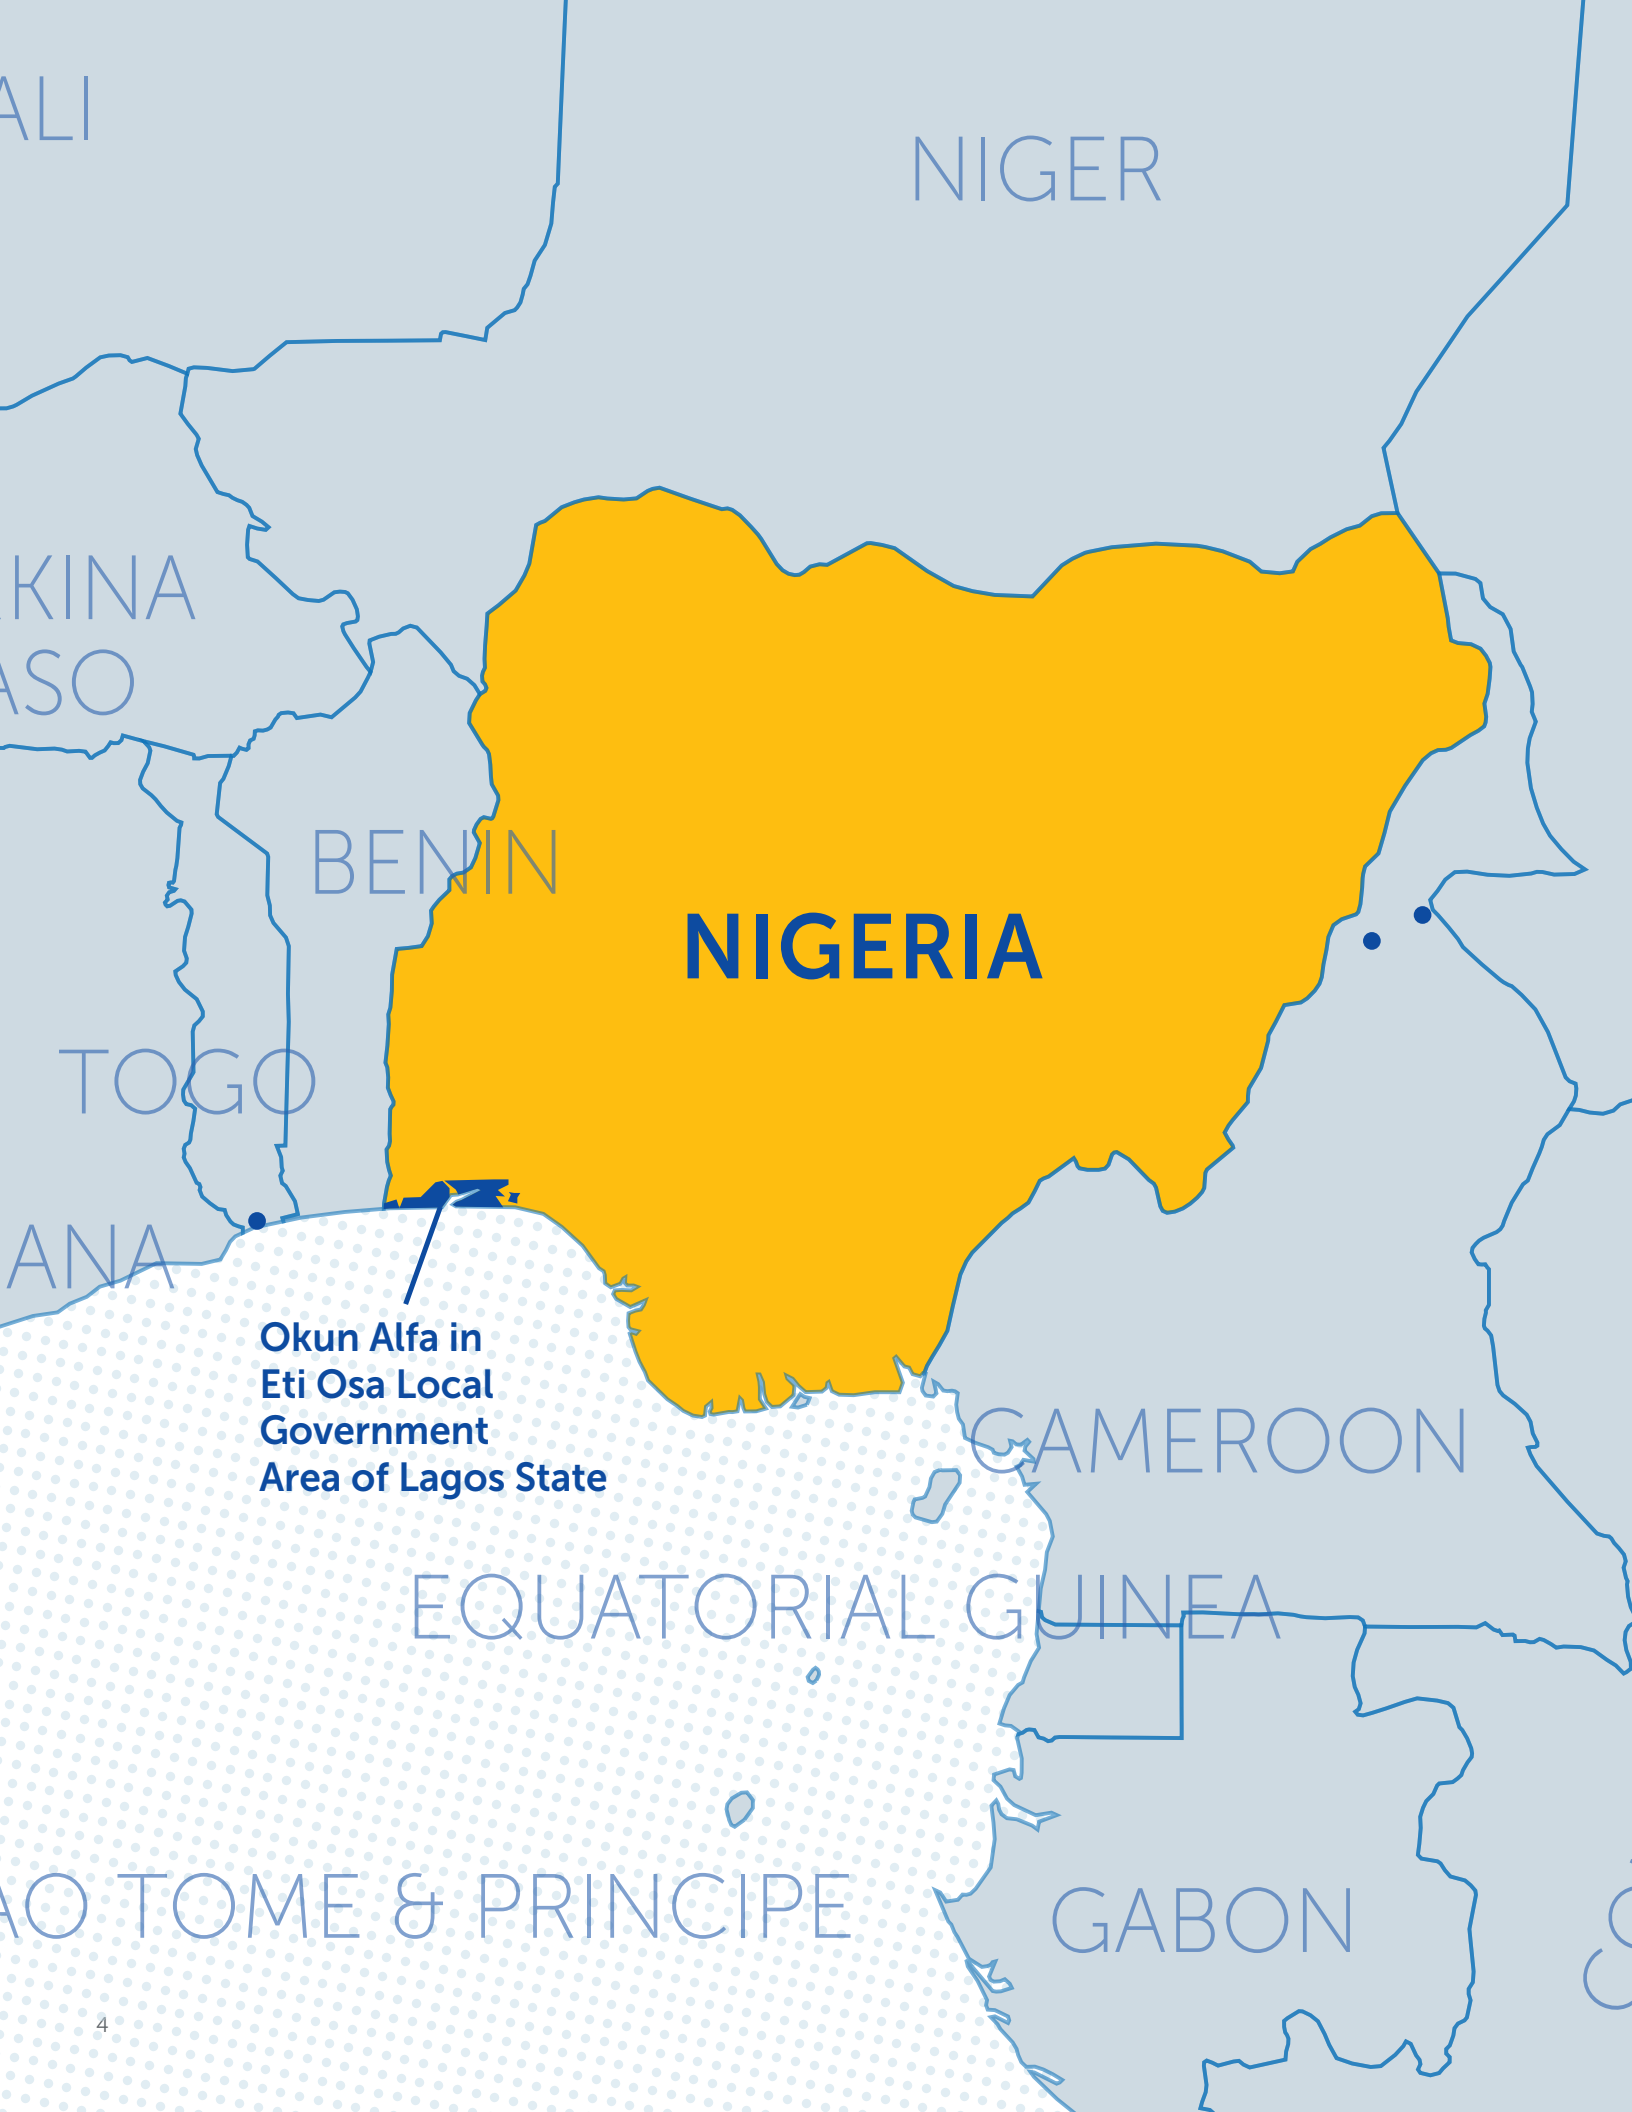 ALI
NIGER
KINA
ASO
BENIN
NIGERIA
TOGO
ANA
Okun Alfa in
Eti Osa Local
Government
Area of Lagos State
CAMEROON
EQUATORIAL GUINEA
AO TOME & PRINCIPE
GABON
4